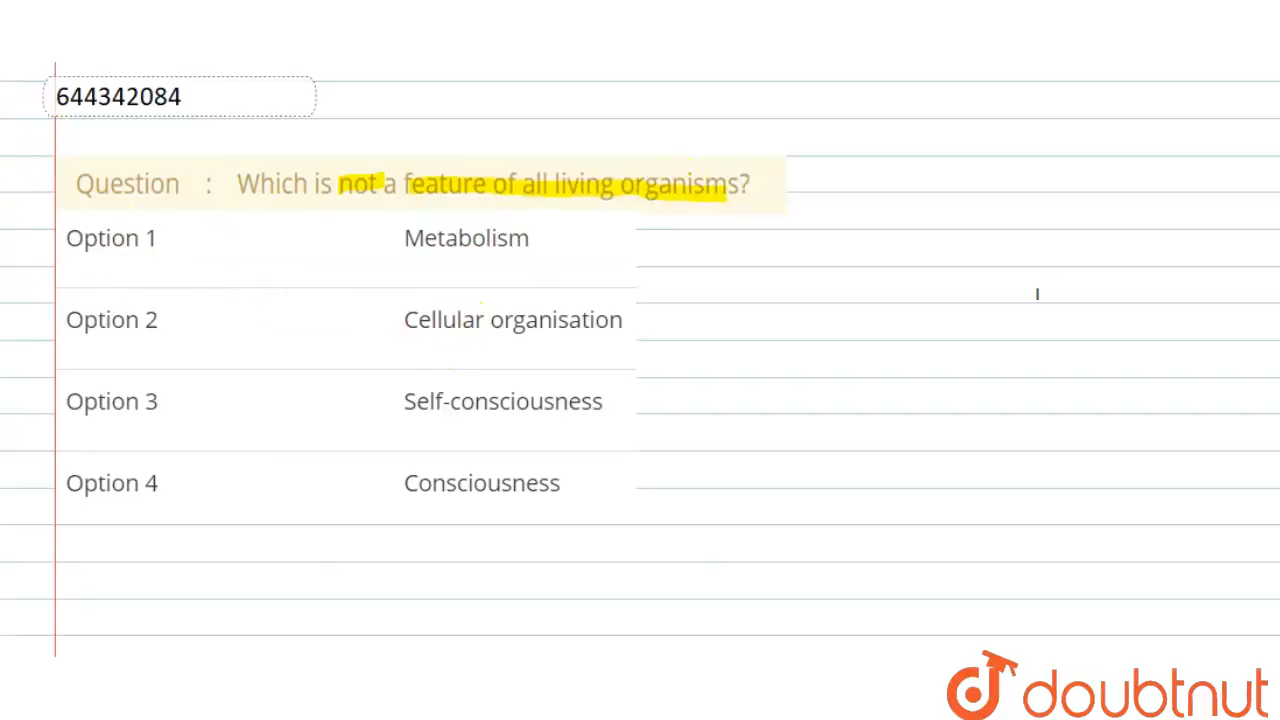 644342084
Question : Which is not a feature of all living organisms?
Option 1 Metabolism
Option 2 Cellular organisation
Option 3 Self-consciousness
Option 4 Consciousness
doubtnut